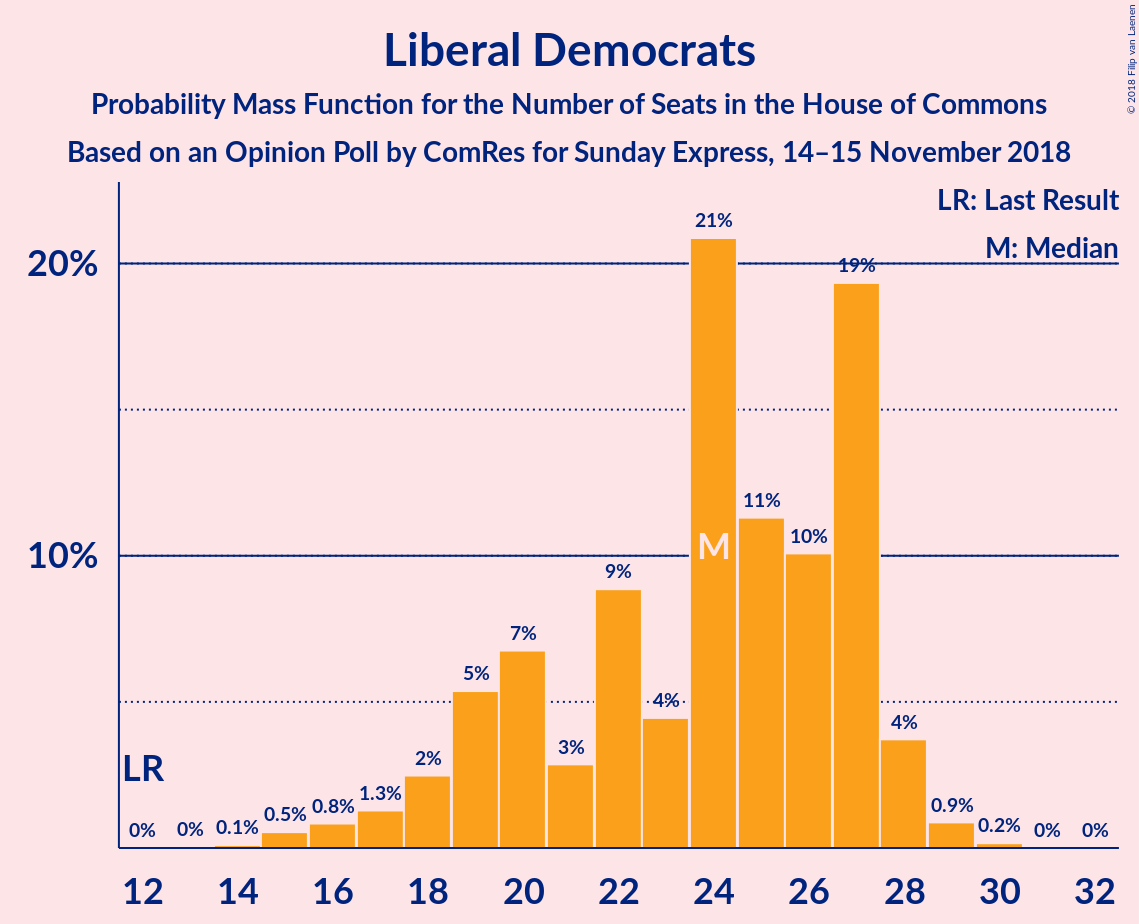 Liberal Democrats
Probability Mass Function for the Number of Seats in the House of Commons
Based on an Opinion Poll by ComRes for Sunday Express, 14–15 November 2018
© 2018 Filip van Laenen
LR: Last Result
M: Median
20%
10%
LR
M
0%
0%
0.1%
0.5%
0.8%
1.3%
2%
5%
7%
3%
9%
4%
21%
11%
10%
19%
4%
0.9%
0.2%
0%
0%
12 14 16 18 20 22 24 26 28 30 32